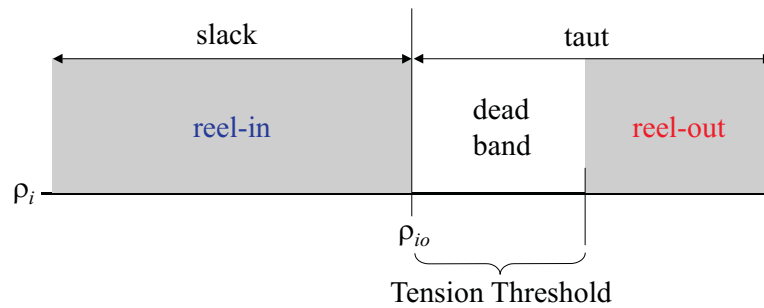 slack
taut
reel-in
dead
band
reel-out
ρi
ρio
Tension Threshold